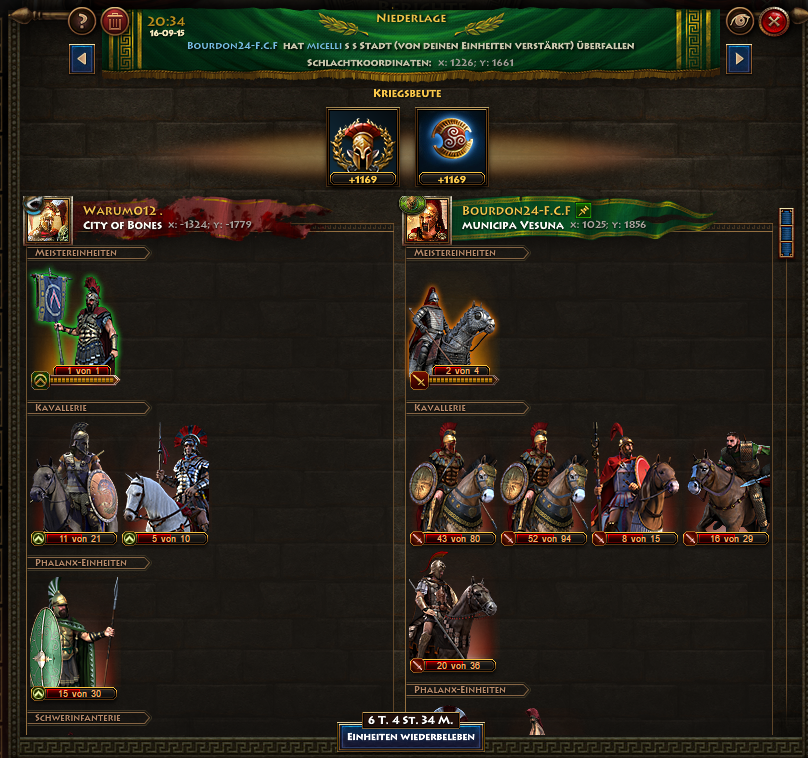 ?
20:34
16-09-15
Niederlage
Bourdon24-F.C.F hat micelli s s Stadt (von deinen Einheiten verstärkt) überfallen
Schlachtkoordinaten: x: 1226; y: 1661
Kriegsbeute
+1169
+1169
Warum012 .
City of Bones x: -1324; y: -1779
Meistereinheiten
1 von 1
Kavallerie
11 von 21
5 von 10
Phalanx-Einheiten
15 von 30
Schwerinfanterie
Bourdon24-F.C.F
municipa Vesuna x: 1025; y: 1856
Meistereinheiten
2 von 4
Kavallerie
43 von 80
52 von 94
8 von 15
16 von 29
20 von 36
Phalanx-Einheiten
6 T. 4 St. 34 M.
Einheiten wiederbeleben